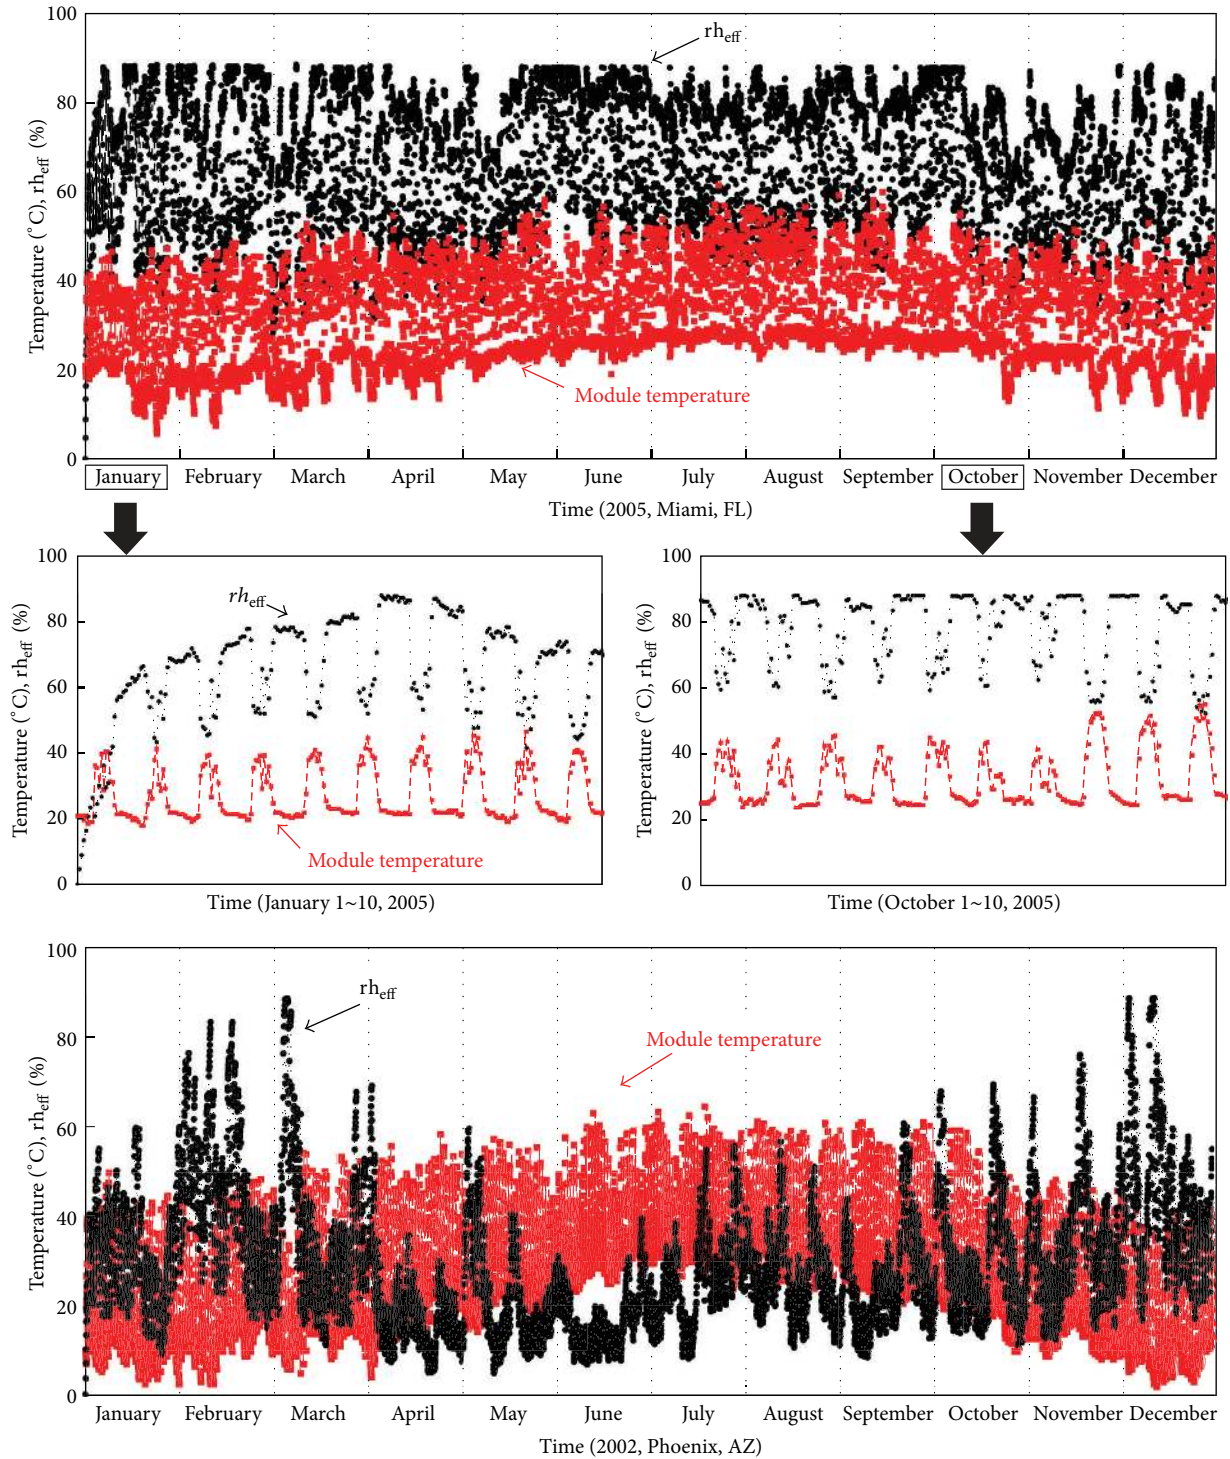 100
80
60
40
20
0
Temperature (°C), rh_eff (%)
rh_eff
Module temperature
January February March April May June July August September October November December
Time (2005, Miami, FL)
100
80
60
40
20
0
Temperature (°C), rh_eff (%)
rh_eff
Module temperature
Time (January 1~10, 2005)
100
80
60
40
20
0
Temperature (°C), rh_eff (%)
Time (October 1~10, 2005)
100
80
60
40
20
0
Temperature (°C), rh_eff (%)
rh_eff
Module temperature
January February March April May June July August September October November December
Time (2002, Phoenix, AZ)